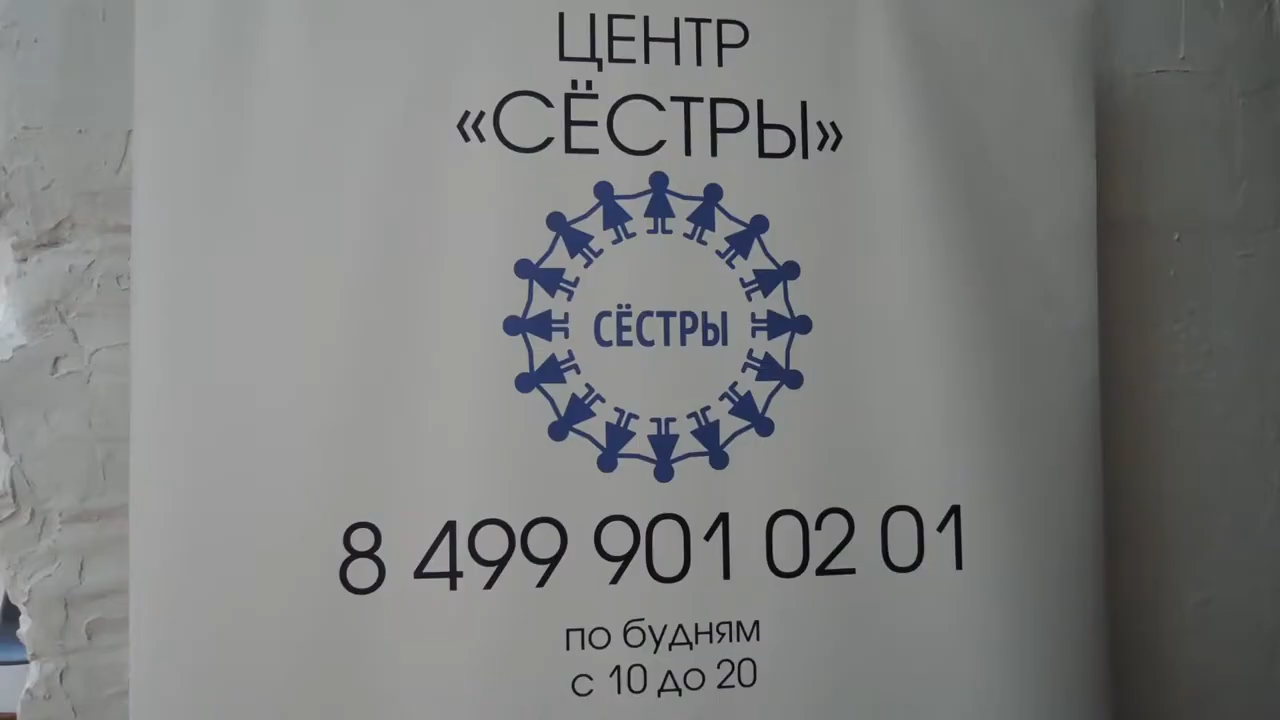 ЦЕНТР
«СЁСТРЫ»
СЁСТРЫ
8 499 901 02 01
по будням
с 10 до 20